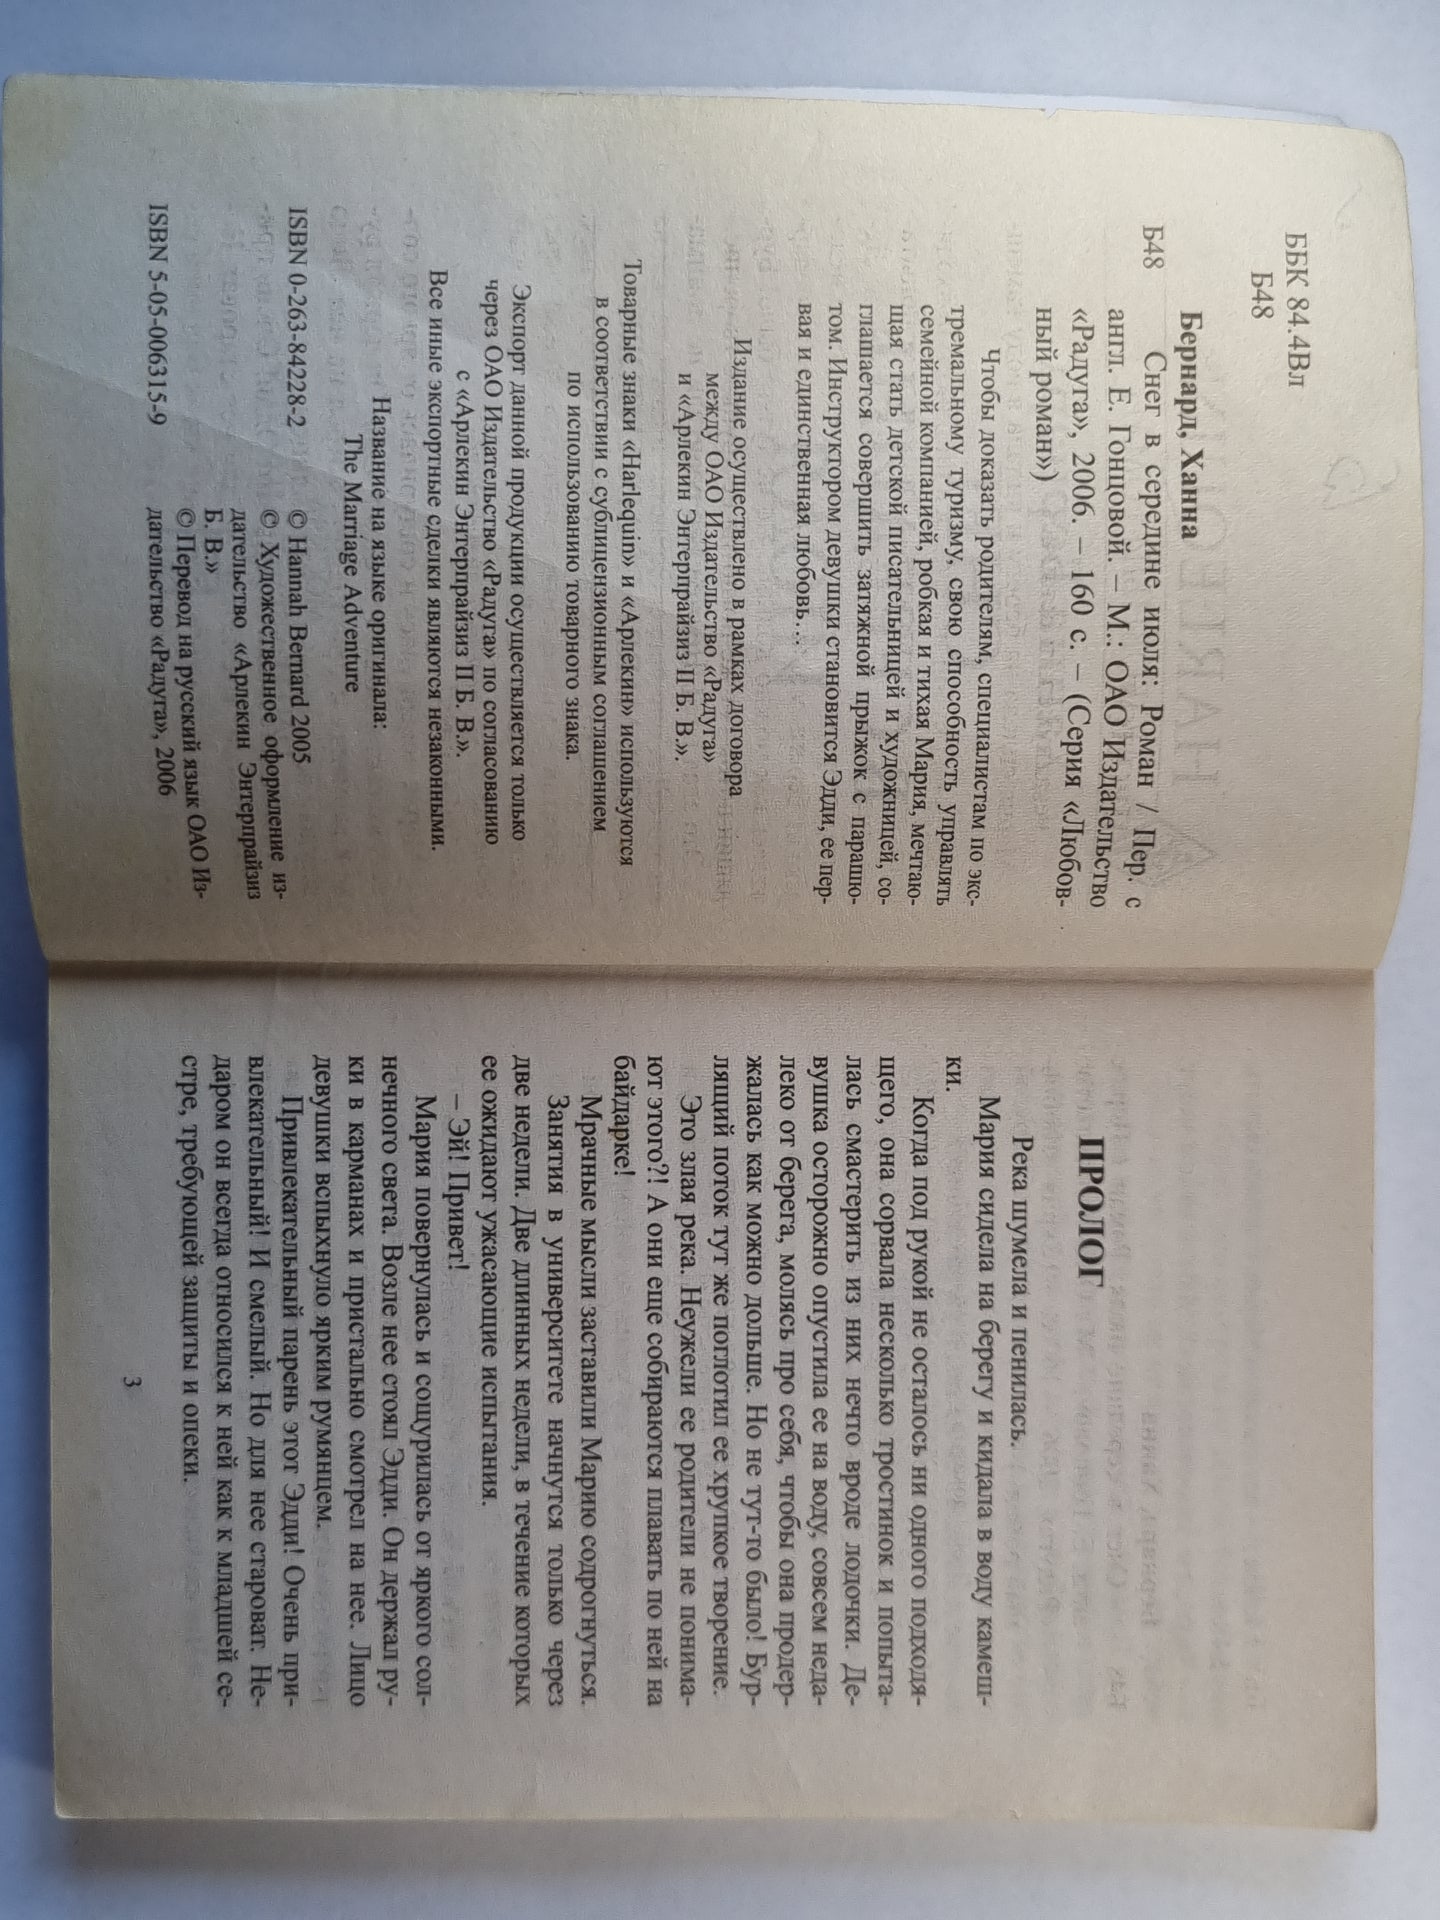 ББК 84.4Вл
Б48
Бернард, Ханна
Б48 Снег в середине июля: Роман / Пер. с
англ. Е. Гонцовой. – М.: ОАО Издательство
«Радуга», 2006. – 160 с. – (Серия «Любов-
ный роман»)
Чтобы доказать родителям, специалистам по экс-
тремальному туризму, свою способность управлять
семейной компанией, робкая и тихая Мария, мечтаю-
щая стать детской писательницей и художницей, со-
глашается совершить затяжной прыжок с парашю-
том. Инструктором девушки становится Эдди, ее пер-
вая и единственная любовь…
Издание осуществлено в рамках договора
между ОАО Издательство «Радуга»
и «Арлекин Энтерпрайзиз II Б. В.».
Товарные знаки «Harlequin» и «Арлекин» используются
в соответствии с сублицензионным соглашением
по использованию товарного знака.
Экспорт данной продукции осуществляется только
через ОАО Издательство «Радуга» по согласованию
с «Арлекин Энтерпрайзиз II Б. В.».
Все иные экспортные сделки являются незаконными.
Название на языке оригинала:
The Marriage Adventure
ISBN 0-263-84228-2 © Hannah Bernard 2005
© Художественное оформление из-
дательство «Арлекин Энтерпрайзиз
Б. В.»
© Перевод на русский язык ОАО Из-
ISBN 5-05-006315-9 дательство «Радуга», 2006
ПРОЛОГ
Река шумела и пенилась.
Мария сидела на берегу и кидала в воду камеш-
ки.
Когда под рукой не осталось ни одного подходя-
щего, она сорвала несколько тростинок и попыта-
лась смастерить из них нечто вроде лодочки. Де-
вушка осторожно опустила ее на воду, совсем неда-
леко от берега, молясь про себя, чтобы она продер-
жалась как можно дольше. Но не тут-то было! Бур-
лящий поток тут же поглотил ее хрупкое творение.
Это злая река. Неужели ее родители не понима-
ют этого?! А они еще собираются плавать по ней на
байдарке!
Мрачные мысли заставили Марию содрогнуться.
Занятия в университете начнутся только через
две недели. Две длинных недели, в течение которых
ее ожидают ужасающие испытания.
– Эй! Привет!
Мария повернулась и сощурилась от яркого сол-
нечного света. Возле нее стоял Эдди. Он держал ру-
ки в карманах и пристально смотрел на нее. Лицо
девушки вспыхнуло ярким румянцем.
Привлекательный парень этот Эдди! Очень при-
влекательный! И смелый. Но для нее староват. Не-
даром он всегда относился к ней как к младшей се-
стре, требующей защиты и опеки.
3